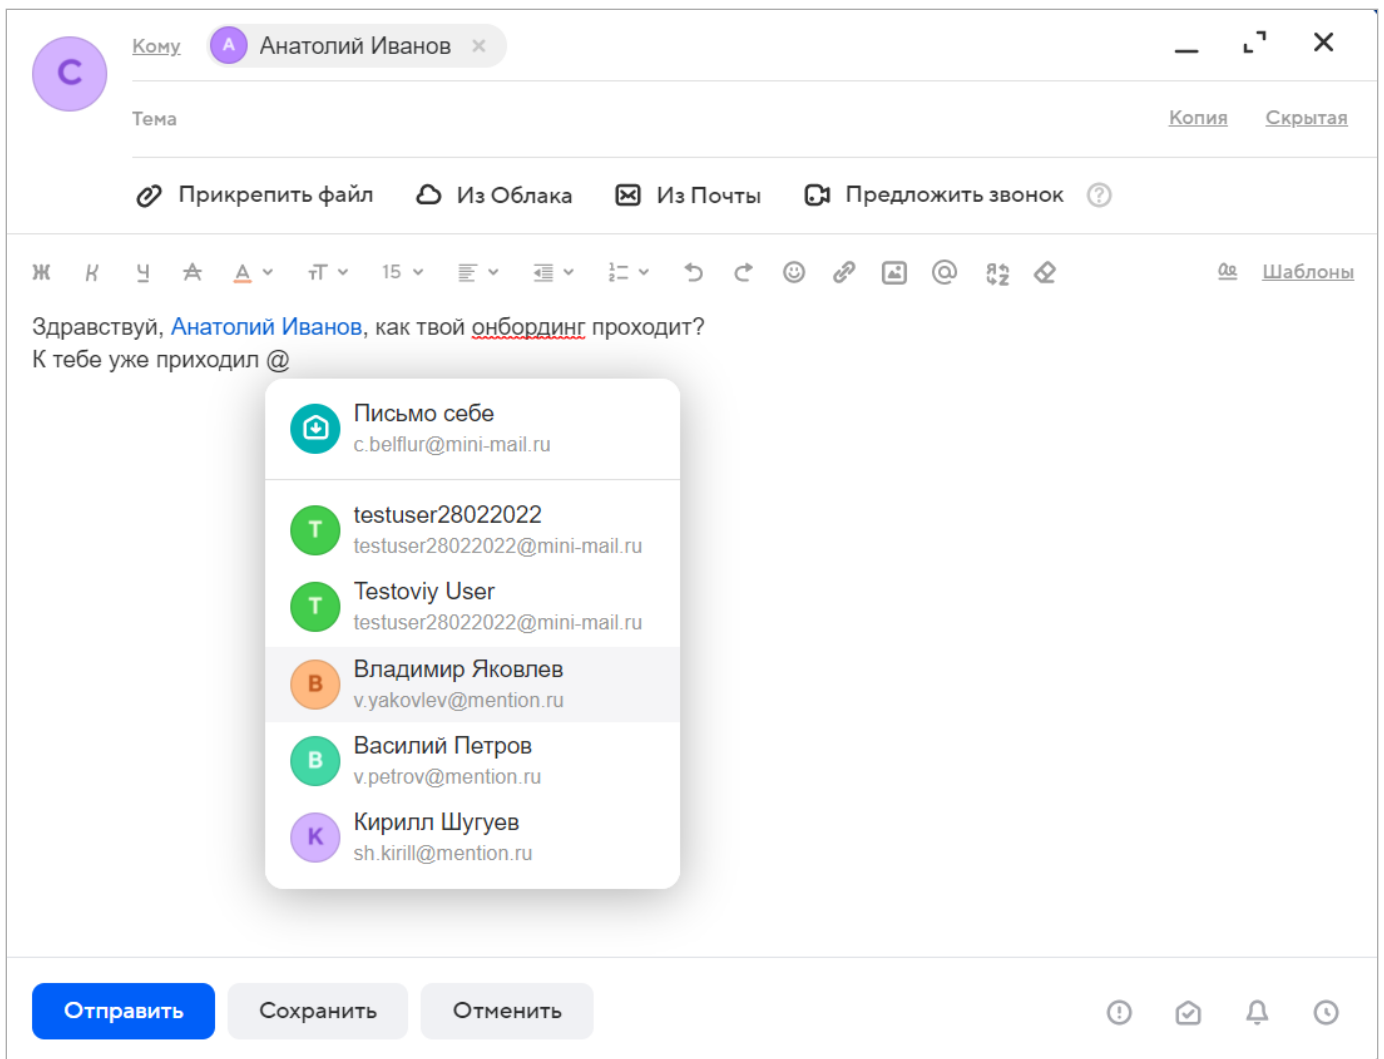 С
Кому А Анатолий Иванов ×
Тема Копия Скрытая
Прикрепить файл Из Облака Из Почты Предложить звонок ?
Ж К Ч А А тТ 15 Шаблоны
Здравствуй, Анатолий Иванов, как твой онбординг проходит?
К тебе уже приходил @
Письмо себе
c.belflur@mini-mail.ru
T testuser28022022
testuser28022022@mini-mail.ru
T Testoviy User
testuser28022022@mini-mail.ru
В Владимир Яковлев
v.yakovlev@mention.ru
В Василий Петров
v.petrov@mention.ru
К Кирилл Шугуев
sh.kirill@mention.ru
Отправить Сохранить Отменить